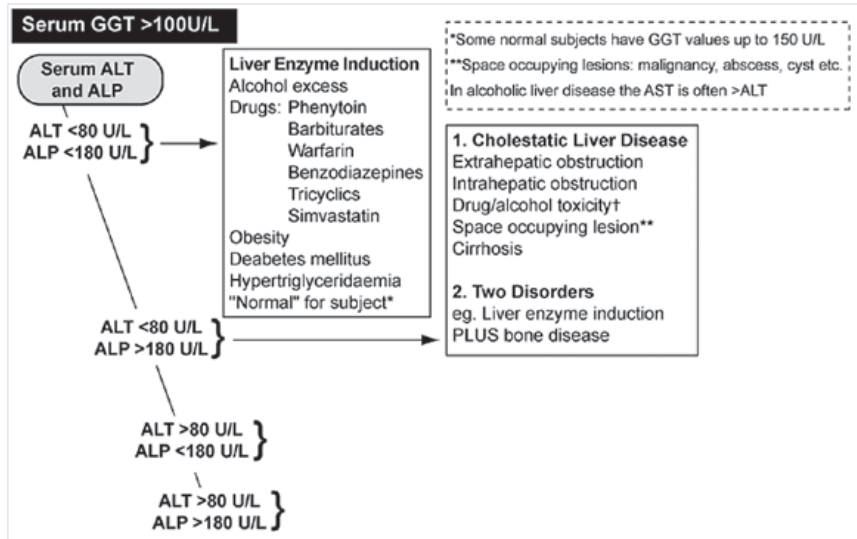 Serum GGT >100U/L
Serum ALT
and ALP
ALT <80 U/L
ALP <180 U/L
Liver Enzyme Induction
Alcohol excess
Drugs: Phenytoin
Barbiturates
Warfarin
Benzodiazepines
Tricyclics
Simvastatin
Obesity
Deabetes mellitus
Hypertriglyceridaemia
"Normal" for subject*
*Some normal subjects have GGT values up to 150 U/L
**Space occupying lesions: malignancy, abscess, cyst etc.
In alcoholic liver disease the AST is often >ALT
ALT <80 U/L
ALP >180 U/L
1. Cholestatic Liver Disease
Extrahepatic obstruction
Intrahepatic obstruction
Drug/alcohol toxicity†
Space occupying lesion**
Cirrhosis
2. Two Disorders
eg. Liver enzyme induction
PLUS bone disease
ALT >80 U/L
ALP <180 U/L
ALT >80 U/L
ALP >180 U/L